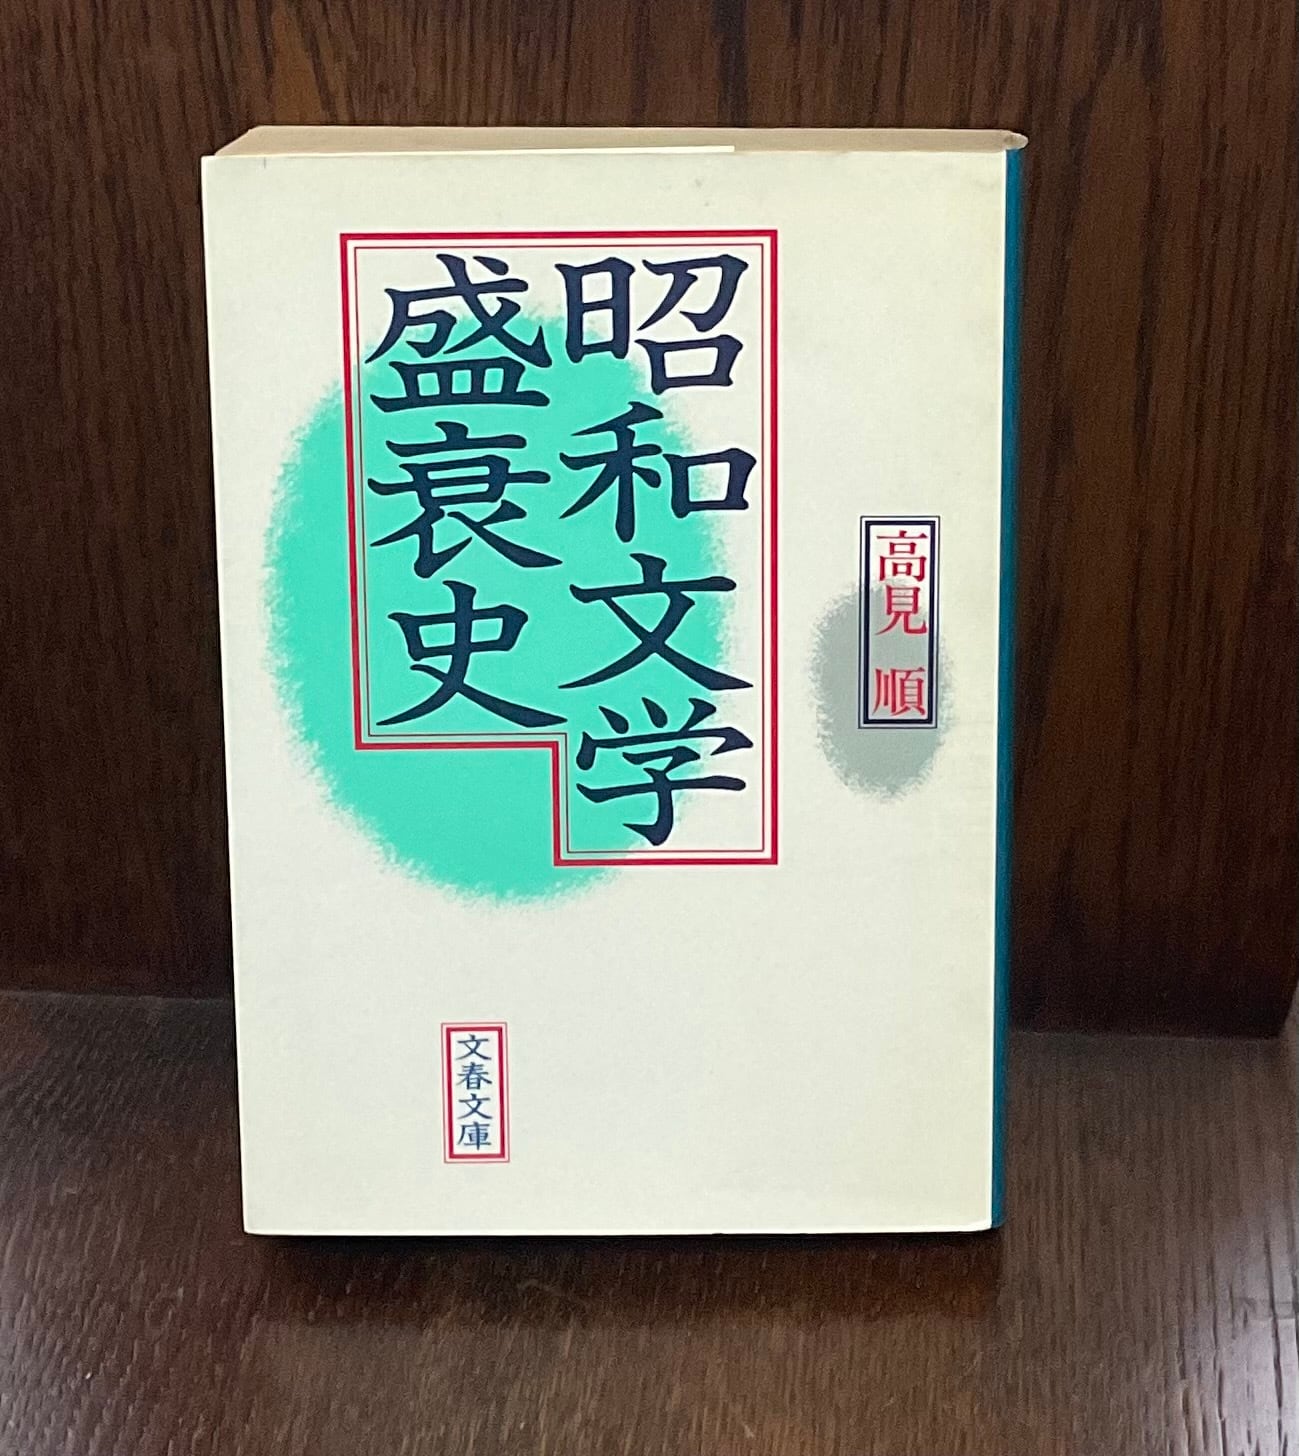 昭和文学
盛衰史
高見 順
文春文庫